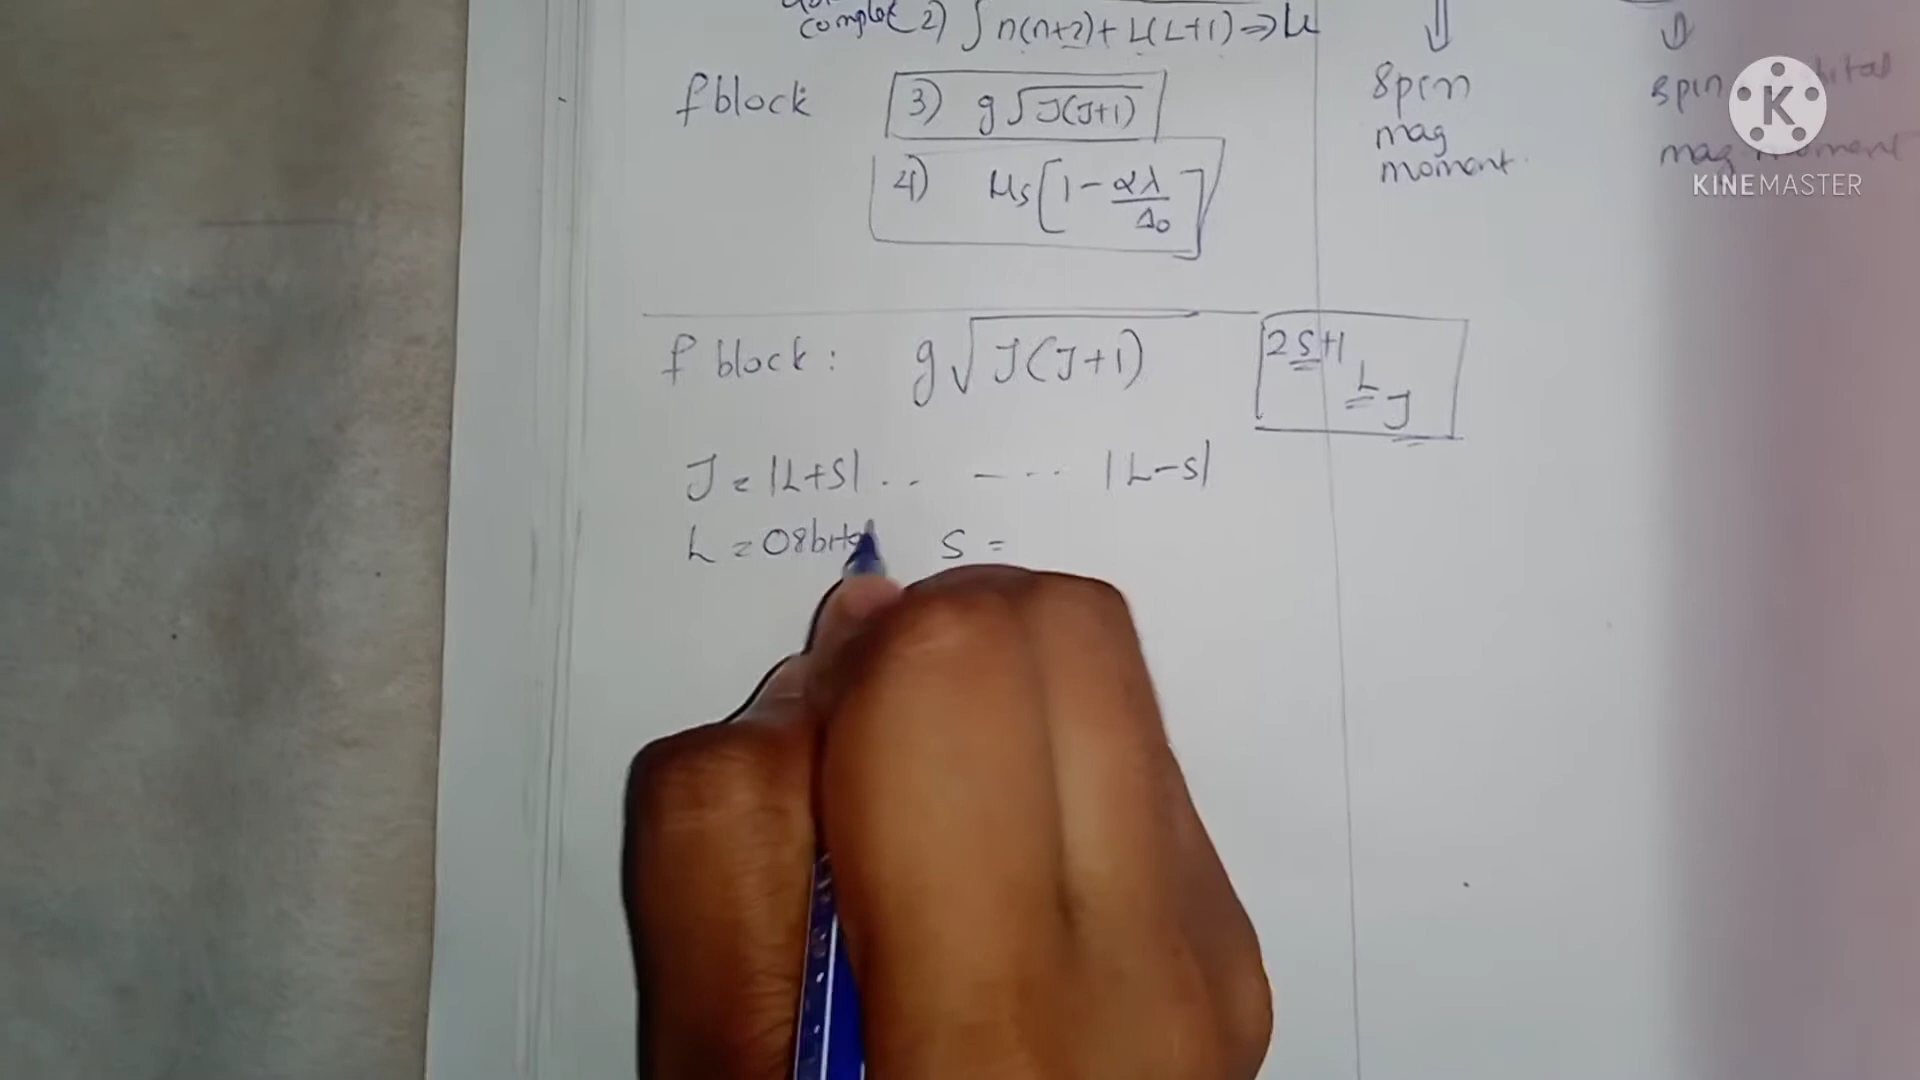 complex 2) √n(n+2)+L(L+1) ⇒ μ
f block 3) g√J(J+1)
4) μs[1 - αλ/Δo]
spin
mag
moment
spin
mag moment
K
KINEMASTER
f block : g√J(J+1)
2S+1 L J
J = |L+S| .. - - .. |L-S|
L = Orbital S =